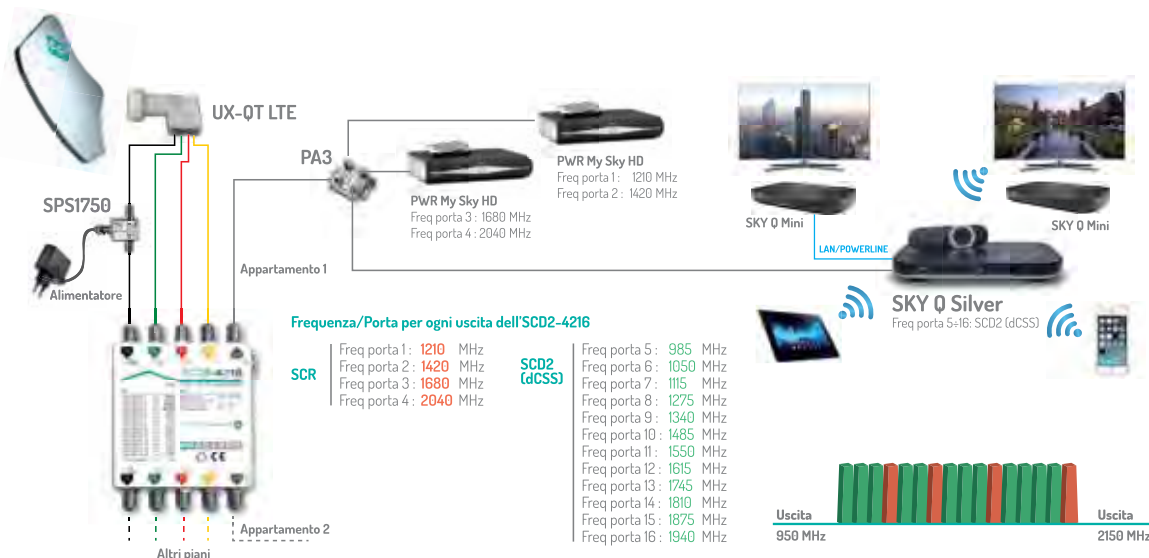 UX-QT LTE
PA3
PWR My Sky HD
Freq porta 1 : 1210 MHz
Freq porta 2 : 1420 MHz
PWR My Sky HD
Freq porta 3 : 1680 MHz
Freq porta 4 : 2040 MHz
SPS1750
Alimentatore
Appartamento 1
SKY Q Mini
SKY Q Mini
LAN/POWERLINE
SKY Q Silver
Freq porta 5÷16: SCD2 (dCSS)
Frequenza/Porta per ogni uscita dell'SCD2-4216
SCR
Freq porta 1 : 1210 MHz
Freq porta 2 : 1420 MHz
Freq porta 3 : 1680 MHz
Freq porta 4 : 2040 MHz
SCD2
(dCSS)
Freq porta 5 : 985 MHz
Freq porta 6 : 1050 MHz
Freq porta 7 : 1115 MHz
Freq porta 8 : 1275 MHz
Freq porta 9 : 1340 MHz
Freq porta 10 : 1485 MHz
Freq porta 11 : 1550 MHz
Freq porta 12 : 1615 MHz
Freq porta 13 : 1745 MHz
Freq porta 14 : 1810 MHz
Freq porta 15 : 1875 MHz
Freq porta 16 : 1940 MHz
SCD2-4216
CE
Appartamento 2
Altri piani
Uscita
950 MHz
Uscita
2150 MHz